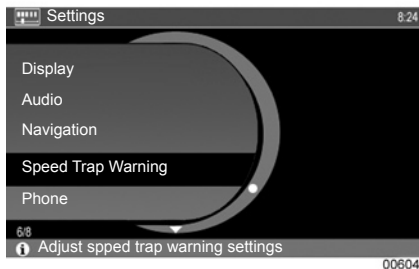 Settings
8:24
Display
Audio
Navigation
Speed Trap Warning
Phone
6/8
Adjust spped trap warning settings
00604